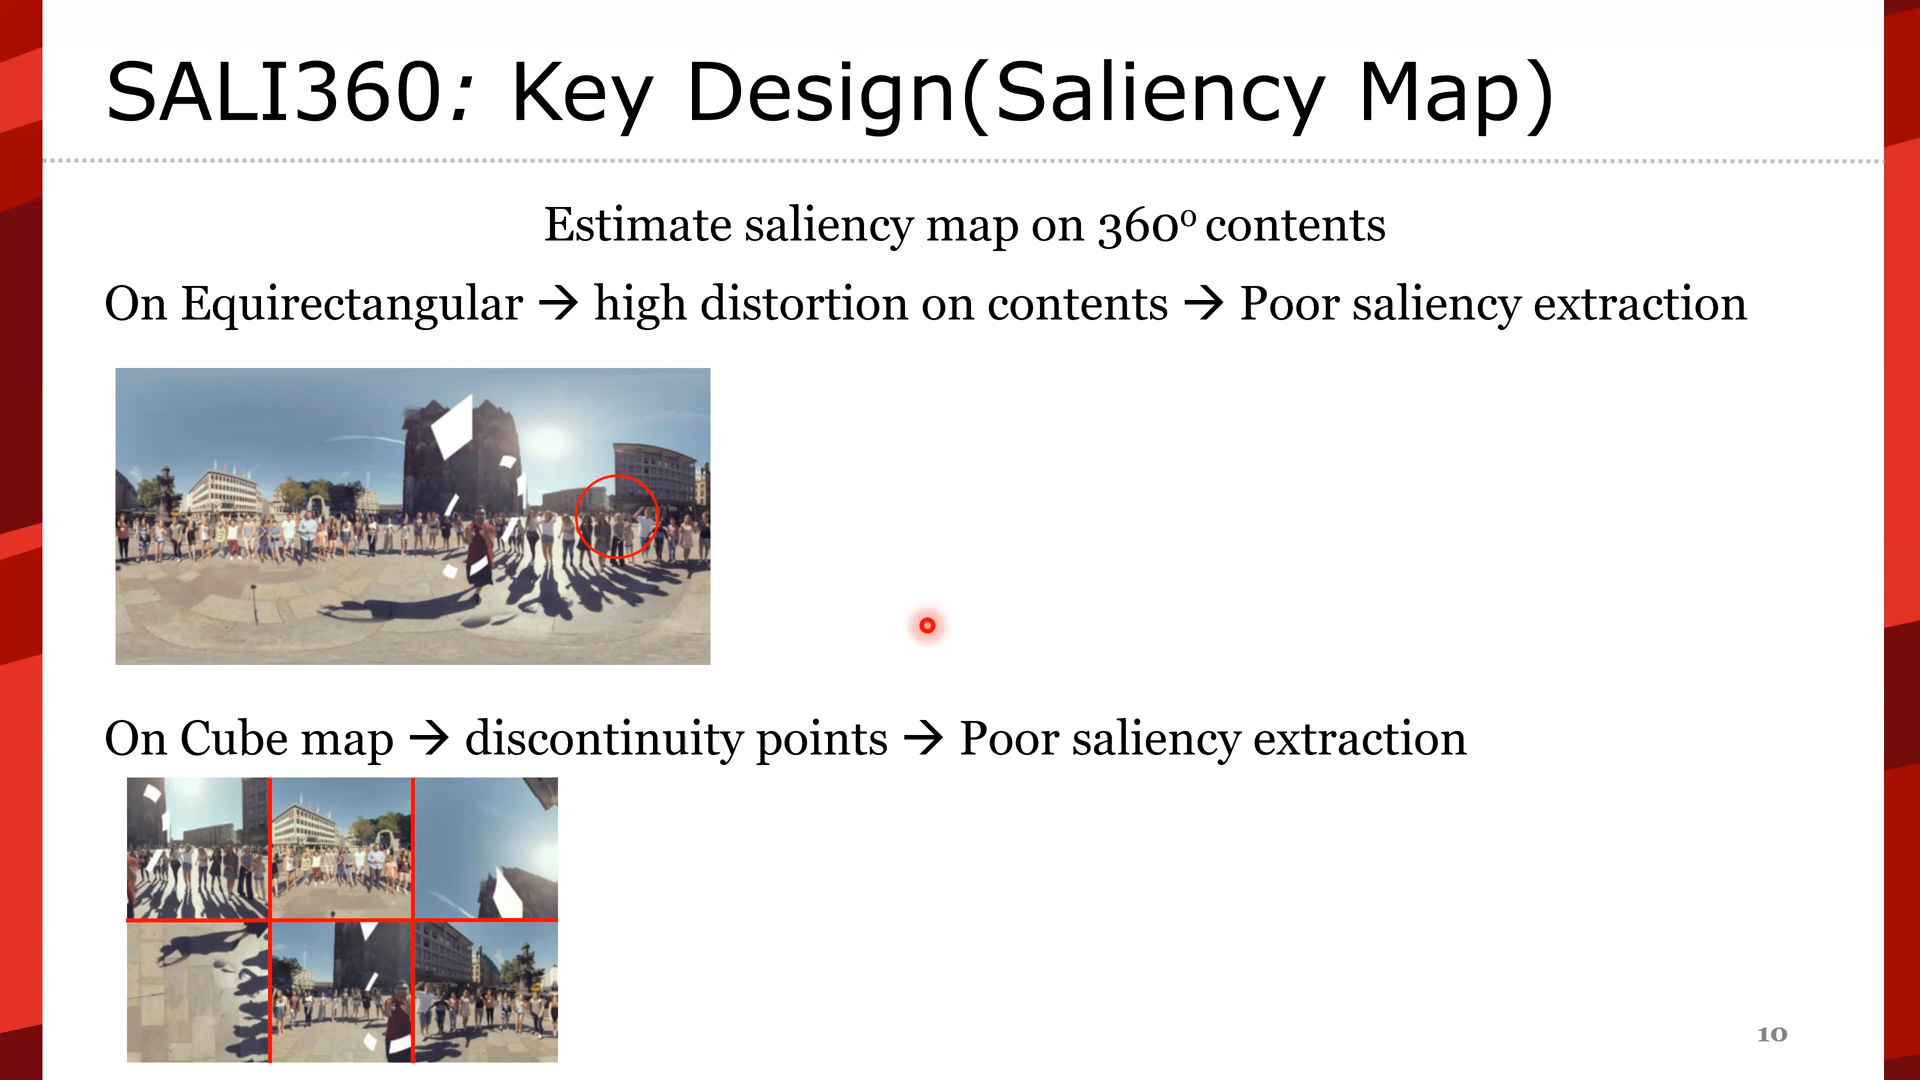 SALI360: Key Design(Saliency Map)
Estimate saliency map on 360⁰ contents
On Equirectangular → high distortion on contents → Poor saliency extraction
On Cube map → discontinuity points → Poor saliency extraction
10